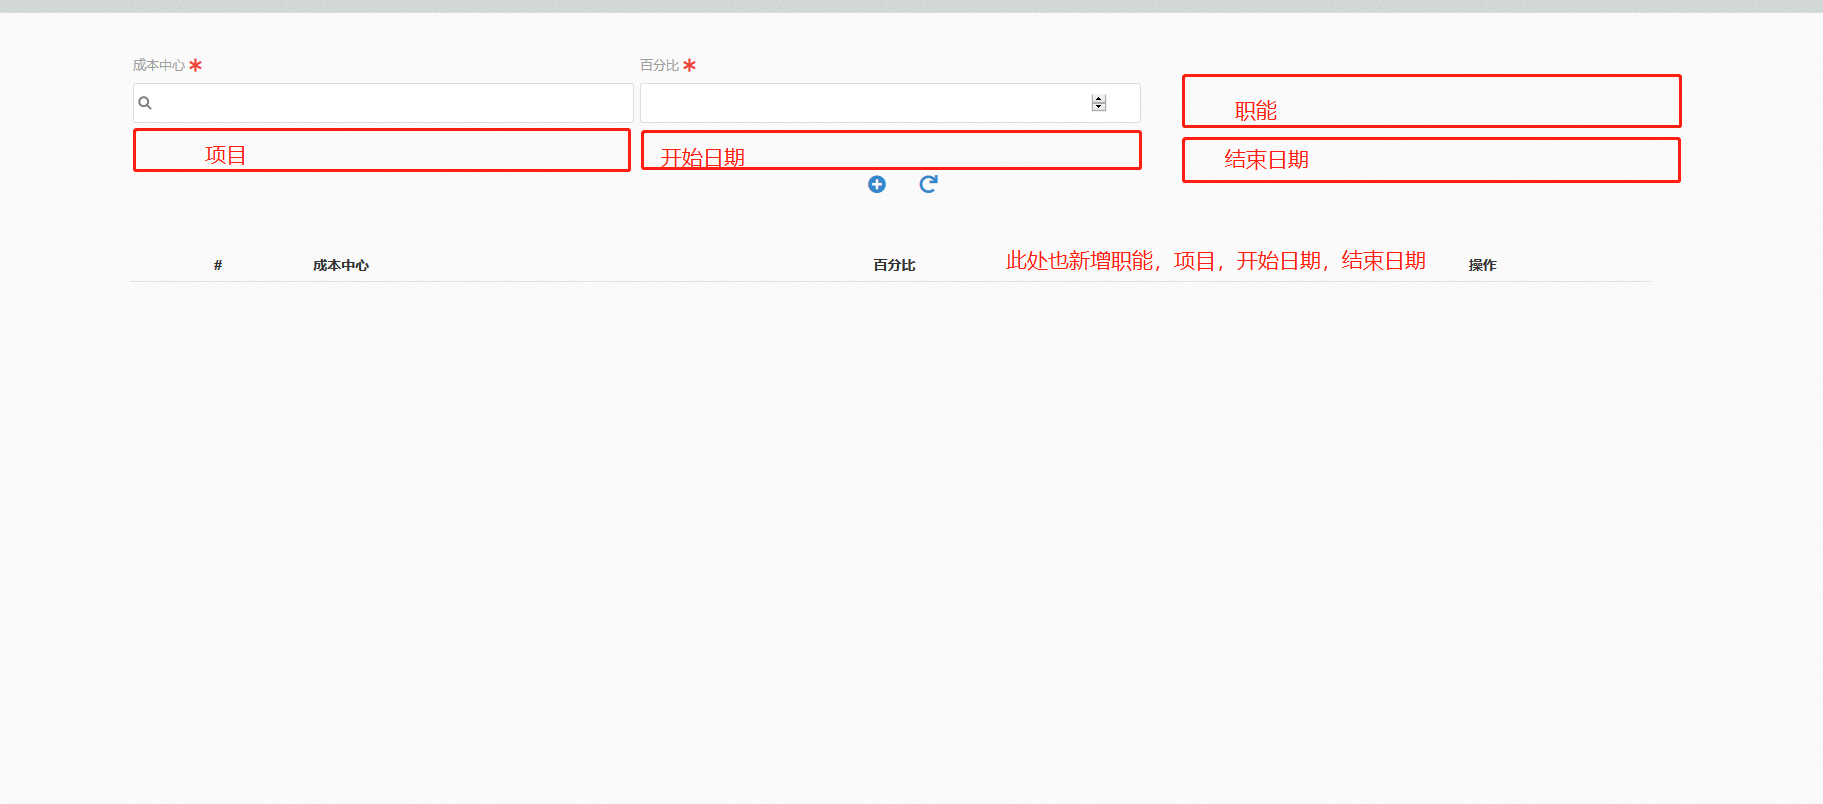 成本中心 *
百分比 *
职能
项目
开始日期
结束日期
# 成本中心 百分比 此处也新增职能，项目，开始日期，结束日期 操作